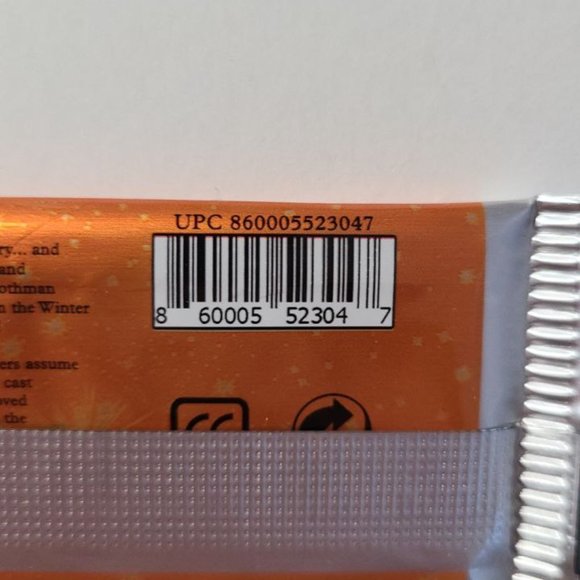 UPC 860005523047
8 60005 52304 7
ry... and
and
othman
the Winter
ers assume
cast
oved
the